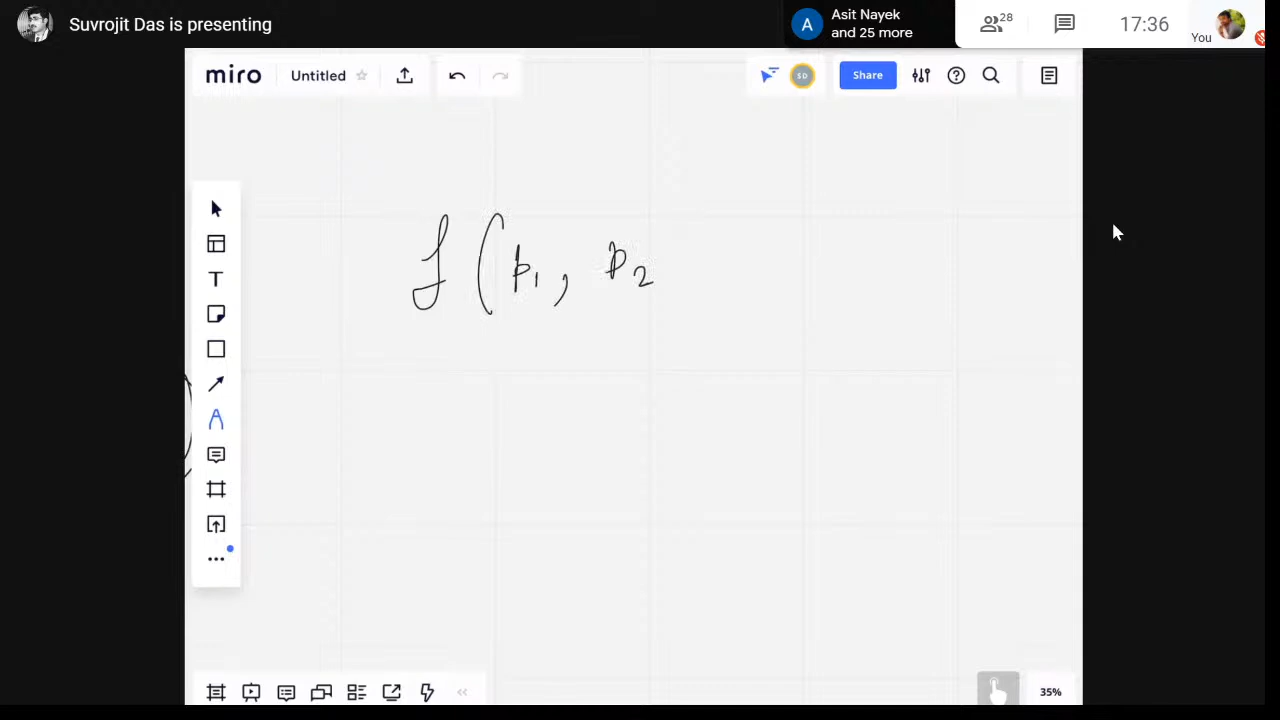 Suvrojit Das is presenting
A
Asit Nayek
and 25 more
28
17:36
You
miro
Untitled
SD
Share
T
f(p₁, p₂
35%